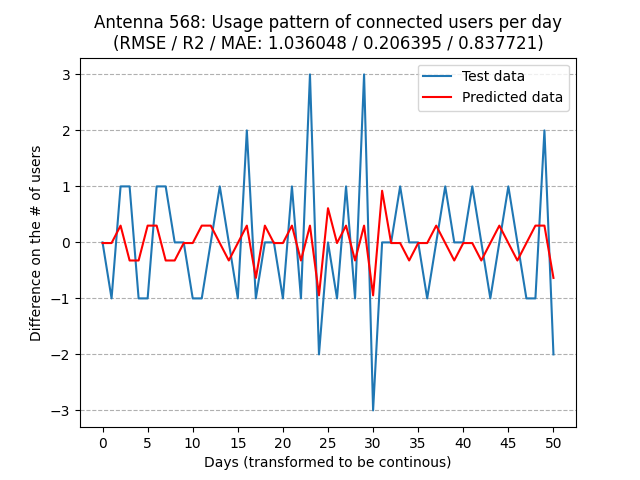 Antenna 568: Usage pattern of connected users per day
(RMSE / R2 / MAE: 1.036048 / 0.206395 / 0.837721)
Test data
Predicted data
Difference on the # of users
3
2
1
0
−1
−2
−3
0 5 10 15 20 25 30 35 40 45 50
Days (transformed to be continous)